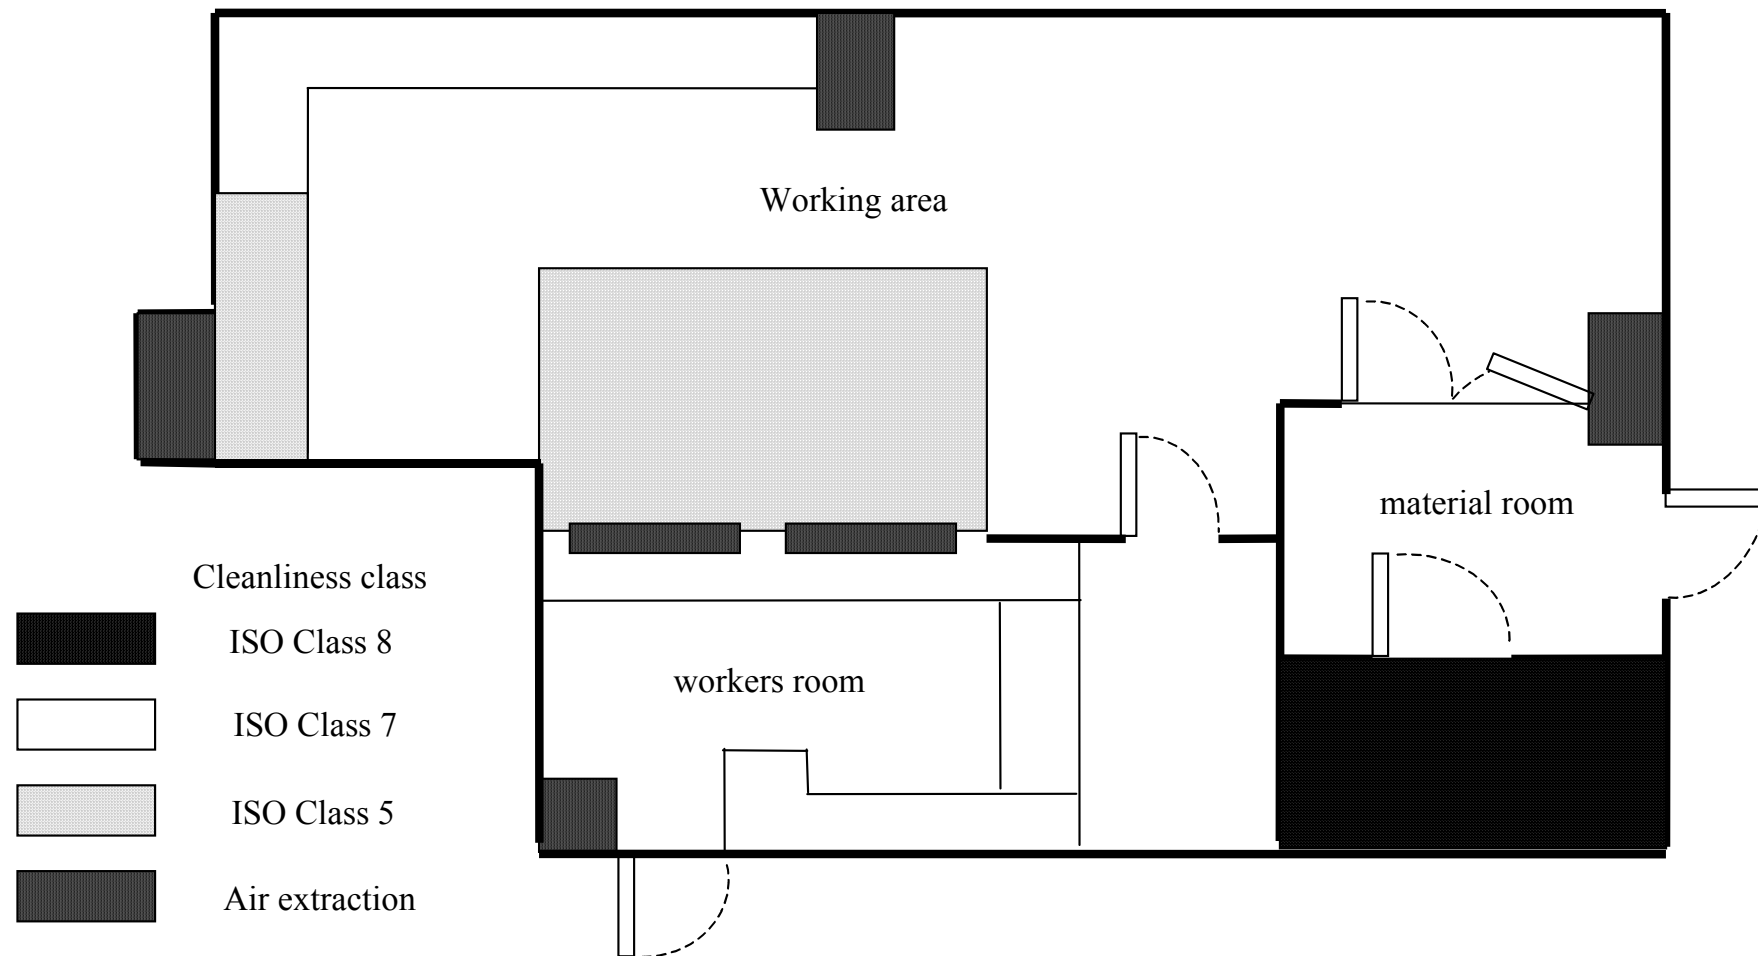 Working area
material room
Cleanliness class
ISO Class 8
workers room
ISO Class 7
ISO Class 5
Air extraction